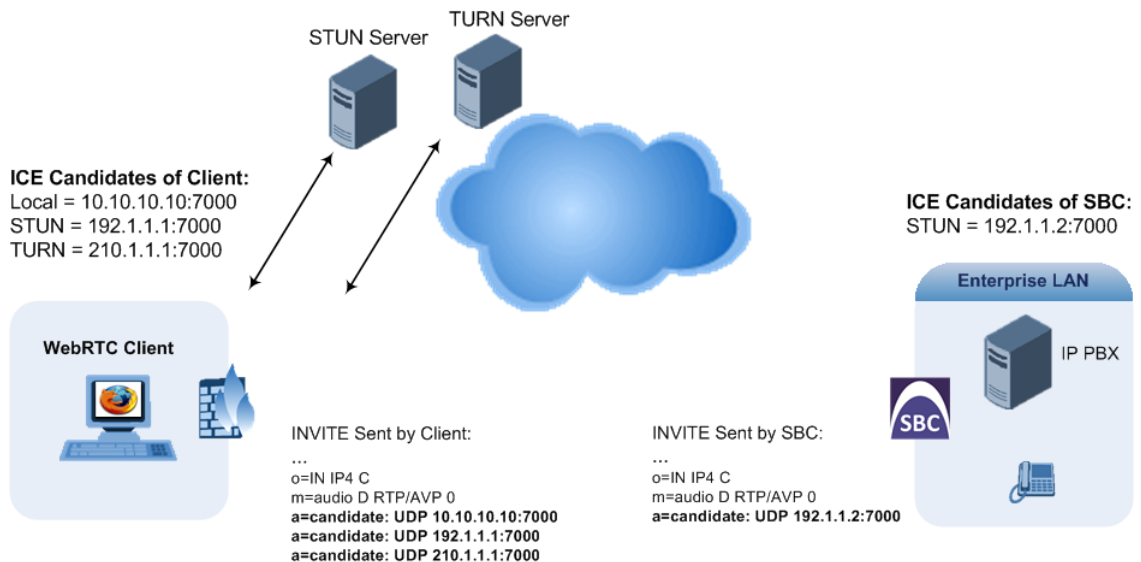 STUN Server
TURN Server
ICE Candidates of Client:
Local = 10.10.10.10:7000
STUN = 192.1.1.1:7000
TURN = 210.1.1.1:7000
ICE Candidates of SBC:
STUN = 192.1.1.2:7000
Enterprise LAN
WebRTC Client
IP PBX
SBC
INVITE Sent by Client:
...
o=IN IP4 C
m=audio D RTP/AVP 0
a=candidate: UDP 10.10.10.10:7000
a=candidate: UDP 192.1.1.1:7000
a=candidate: UDP 210.1.1.1:7000
INVITE Sent by SBC:
...
o=IN IP4 C
m=audio D RTP/AVP 0
a=candidate: UDP 192.1.1.2:7000